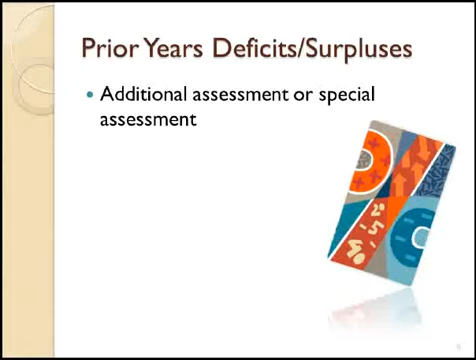 Prior Years Deficits/Surpluses
• Additional assessment or special
assessment